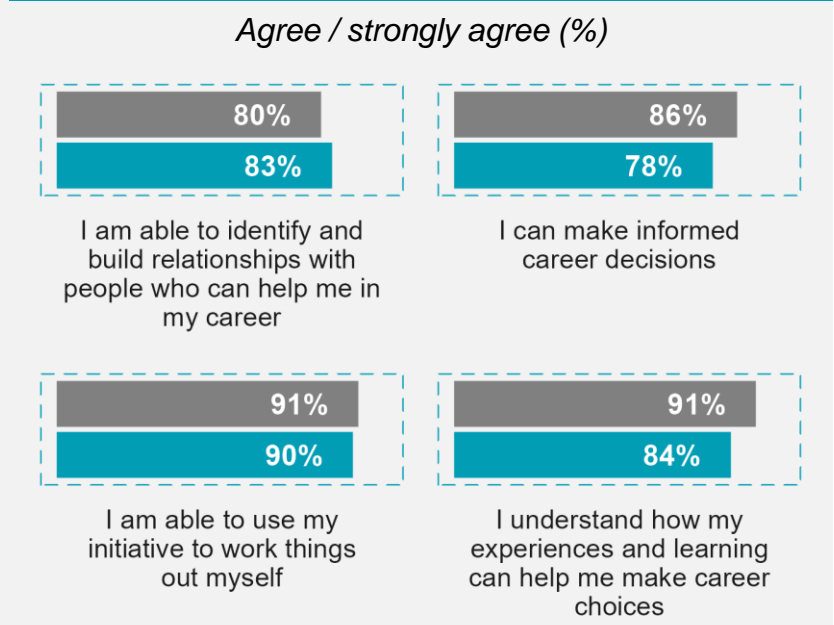 Agree / strongly agree (%)
80%
83%
I am able to identify and
build relationships with
people who can help me in
my career
86%
78%
I can make informed
career decisions
91%
90%
I am able to use my
initiative to work things
out myself
91%
84%
I understand how my
experiences and learning
can help me make career
choices